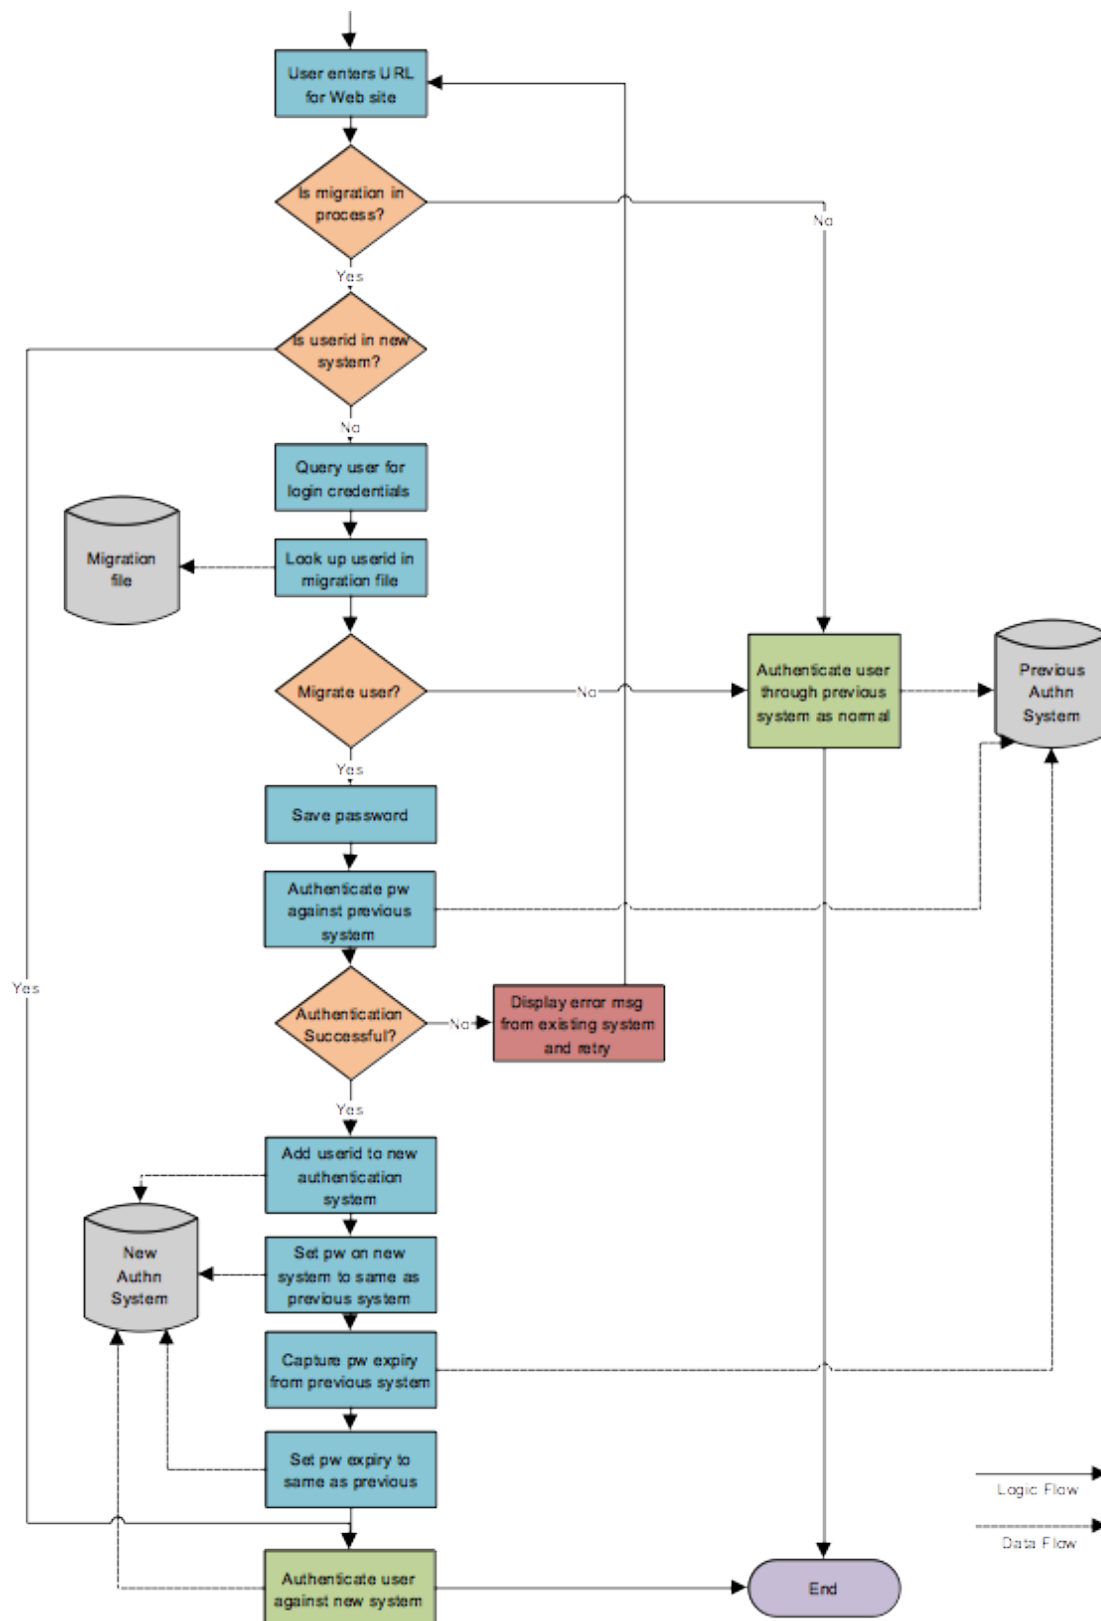 User enters URL
for Web site
Is migration in
process?
No
Yes
Is userid in new
system?
No
Query user for
login credentials
Migration
file
Look up userid in
migration file
Migrate user?
No
Authenticate user
through previous
system as normal
Previous
Authn
System
Yes
Save password
Authenticate pw
against previous
system
Yes
Authentication
Successful?
No
Display error msg
from existing system
and retry
Yes
Add userid to new
authentication
system
New
Authn
System
Set pw on new
system to same as
previous system
Capture pw expiry
from previous system
Set pw expiry to
same as previous
Logic Flow
Data Flow
Authenticate user
against new system
End